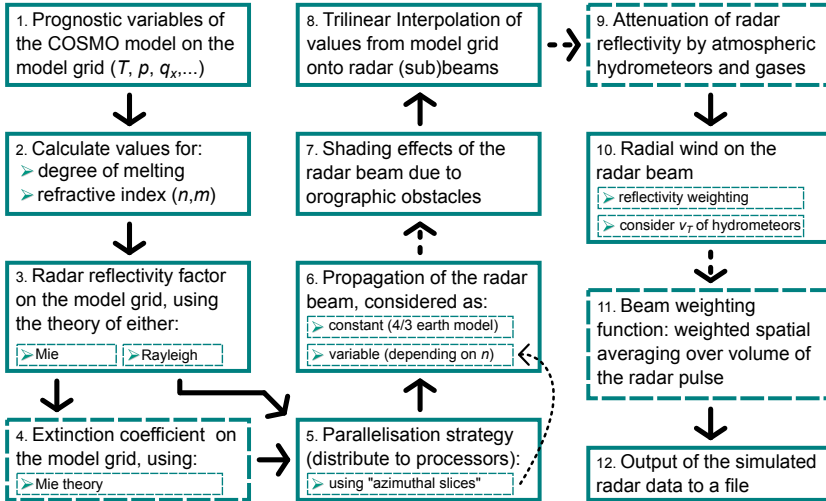 1. Prognostic variables of
the COSMO model on the
model grid (T, p, qx,...)
2. Calculate values for:
➢ degree of melting
➢ refractive index (n,m)
3. Radar reflectivity factor
on the model grid, using
the theory of either:
➢ Mie
➢ Rayleigh
4. Extinction coefficient on
the model grid, using:
➢ Mie theory
5. Parallelisation strategy
(distribute to processors):
➢ using "azimuthal slices"
6. Propagation of the radar
beam, considered as:
➢ constant (4/3 earth model)
➢ variable (depending on n)
7. Shading effects of the
radar beam due to
orographic obstacles
8. Trilinear Interpolation of
values from model grid
onto radar (sub)beams
9. Attenuation of radar
reflectivity by atmospheric
hydrometeors and gases
10. Radial wind on the
radar beam
➢ reflectivity weighting
➢ consider vT of hydrometeors
11. Beam weighting
function: weighted spatial
averaging over volume of
the radar pulse
12. Output of the simulated
radar data to a file